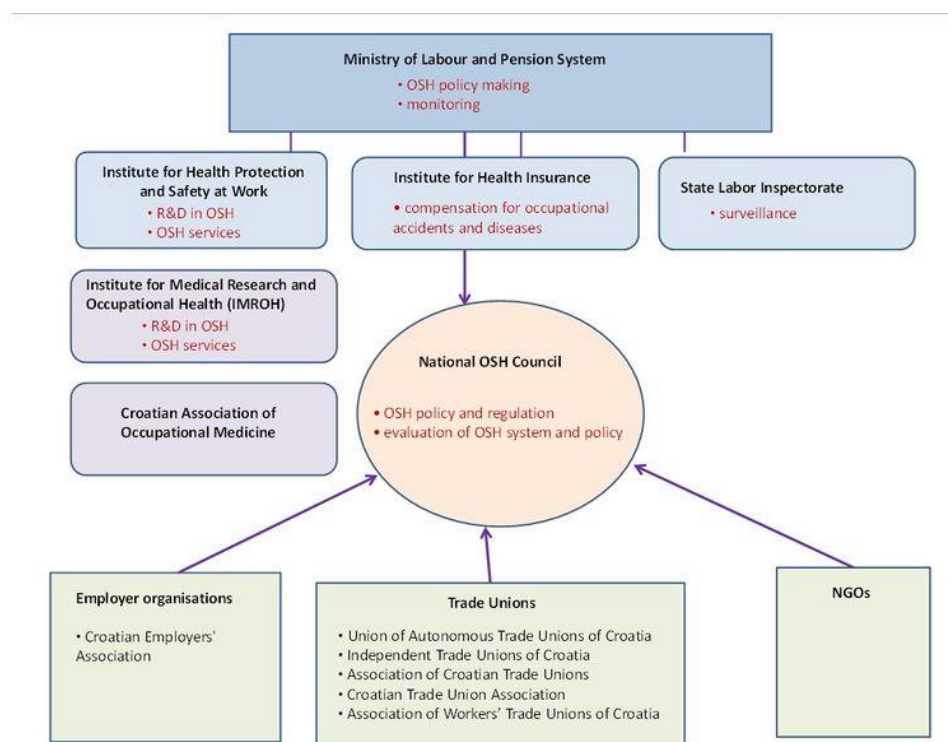 Ministry of Labour and Pension System
• OSH policy making
• monitoring
Institute for Health Protection
and Safety at Work
• R&D in OSH
• OSH services
Institute for Health Insurance
• compensation for occupational
accidents and diseases
State Labor Inspectorate
• surveillance
Institute for Medical Research and
Occupational Health (IMROH)
• R&D in OSH
• OSH services
Croatian Association of
Occupational Medicine
National OSH Council
• OSH policy and regulation
• evaluation of OSH system and policy
Employer organisations
• Croatian Employers'
Association
Trade Unions
• Union of Autonomous Trade Unions of Croatia
• Independent Trade Unions of Croatia
• Association of Croatian Trade Unions
• Croatian Trade Union Association
• Association of Workers’ Trade Unions of Croatia
NGOs